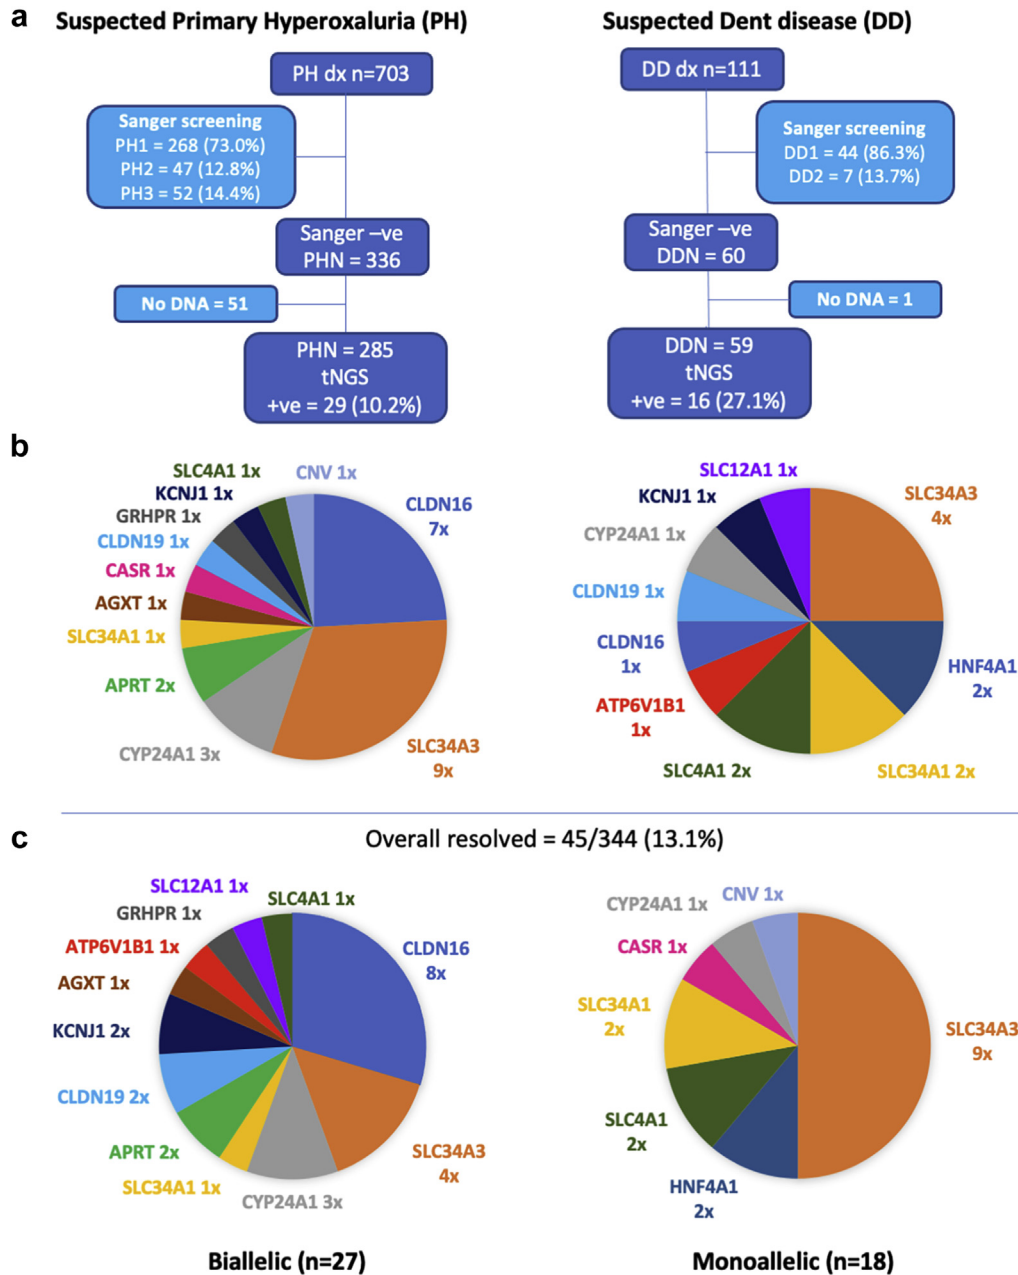 a
Suspected Primary Hyperoxaluria (PH)
Suspected Dent disease (DD)
PH dx n=703
Sanger screening
PH1 = 268 (73.0%)
PH2 = 47 (12.8%)
PH3 = 52 (14.4%)
Sanger –ve
PHN = 336
No DNA = 51
PHN = 285
tNGS
+ve = 29 (10.2%)
DD dx n=111
Sanger screening
DD1 = 44 (86.3%)
DD2 = 7 (13.7%)
Sanger –ve
DDN = 60
No DNA = 1
DDN = 59
tNGS
+ve = 16 (27.1%)
b
SLC4A1 1x
CNV 1x
KCNJ1 1x
GRHPR 1x
CLDN19 1x
CASR 1x
AGXT 1x
SLC34A1 1x
APRT 2x
CYP24A1 3x
CLDN16
7x
SLC34A3
9x
SLC12A1 1x
KCNJ1 1x
CYP24A1 1x
CLDN19 1x
CLDN16
1x
ATP6V1B1
1x
SLC4A1 2x
SLC34A1 2x
HNF4A1
2x
SLC34A3
4x
c
Overall resolved = 45/344 (13.1%)
SLC12A1 1x
SLC4A1 1x
GRHPR 1x
ATP6V1B1 1x
AGXT 1x
KCNJ1 2x
CLDN19 2x
APRT 2x
SLC34A1 1x
CYP24A1 3x
SLC34A3
4x
CLDN16
8x
Biallelic (n=27)
CYP24A1 1x
CNV 1x
CASR 1x
SLC34A1
2x
SLC4A1
2x
HNF4A1
2x
SLC34A3
9x
Monoallelic (n=18)